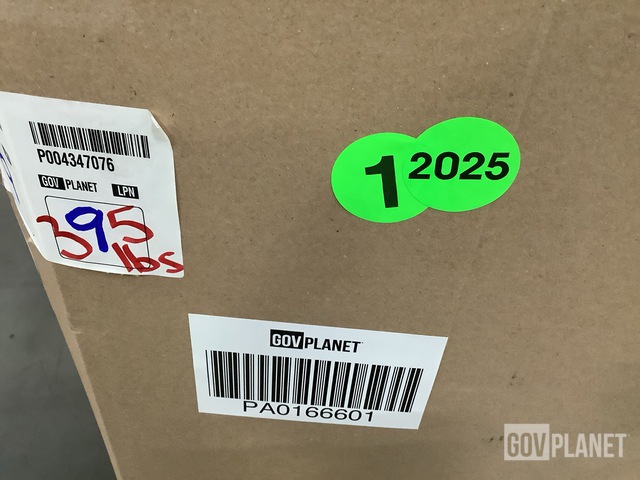 P004347076
GOV PLANET LPN
395
lbs
1
2025
GOVPLANET
PA0166601
GOVPLANET